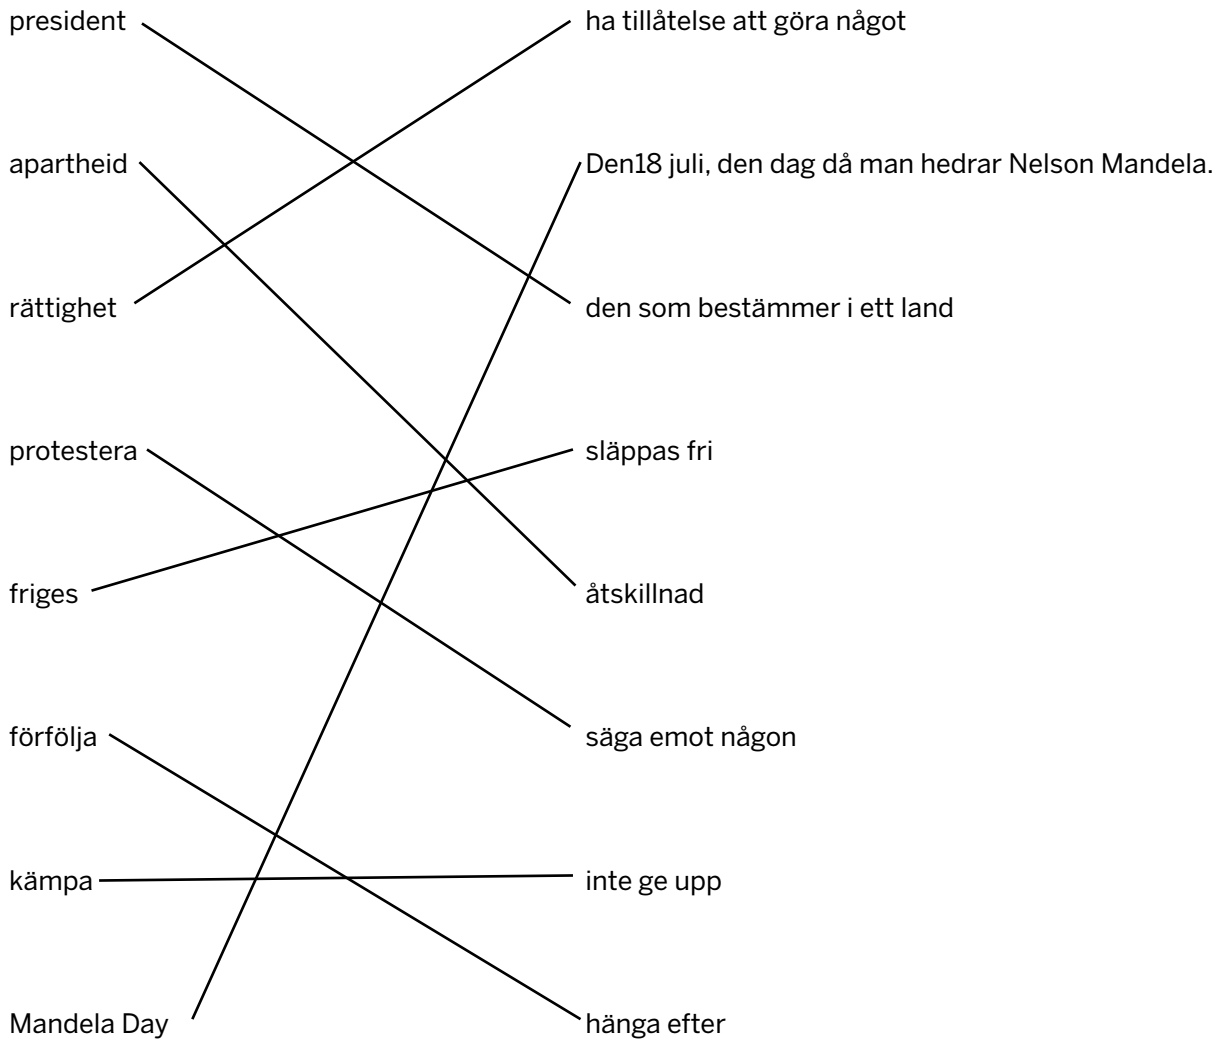 president
ha tillåtelse att göra något
apartheid
Den18 juli, den dag då man hedrar Nelson Mandela.
rättighet
den som bestämmer i ett land
protestera
släppas fri
friges
åtskillnad
förfölja
säga emot någon
kämpa
inte ge upp
Mandela Day
hänga efter